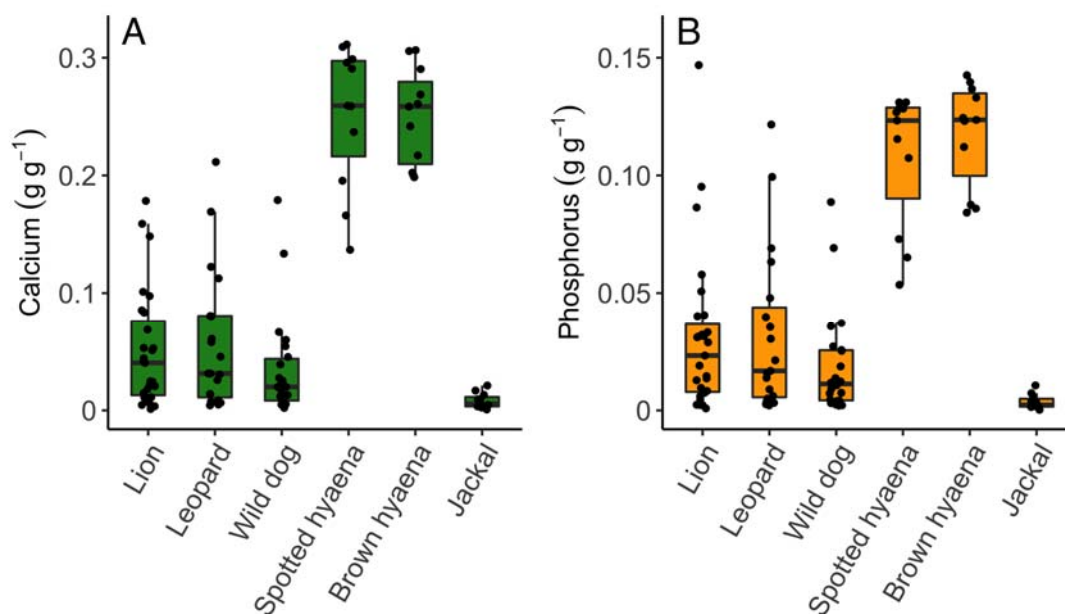 A
Calcium (g g⁻¹)
0.3
0.2
0.1
0
Lion
Leopard
Wild dog
Spotted hyaena
Brown hyaena
Jackal
B
Phosphorus (g g⁻¹)
0.15
0.10
0.05
0
Lion
Leopard
Wild dog
Spotted hyaena
Brown hyaena
Jackal